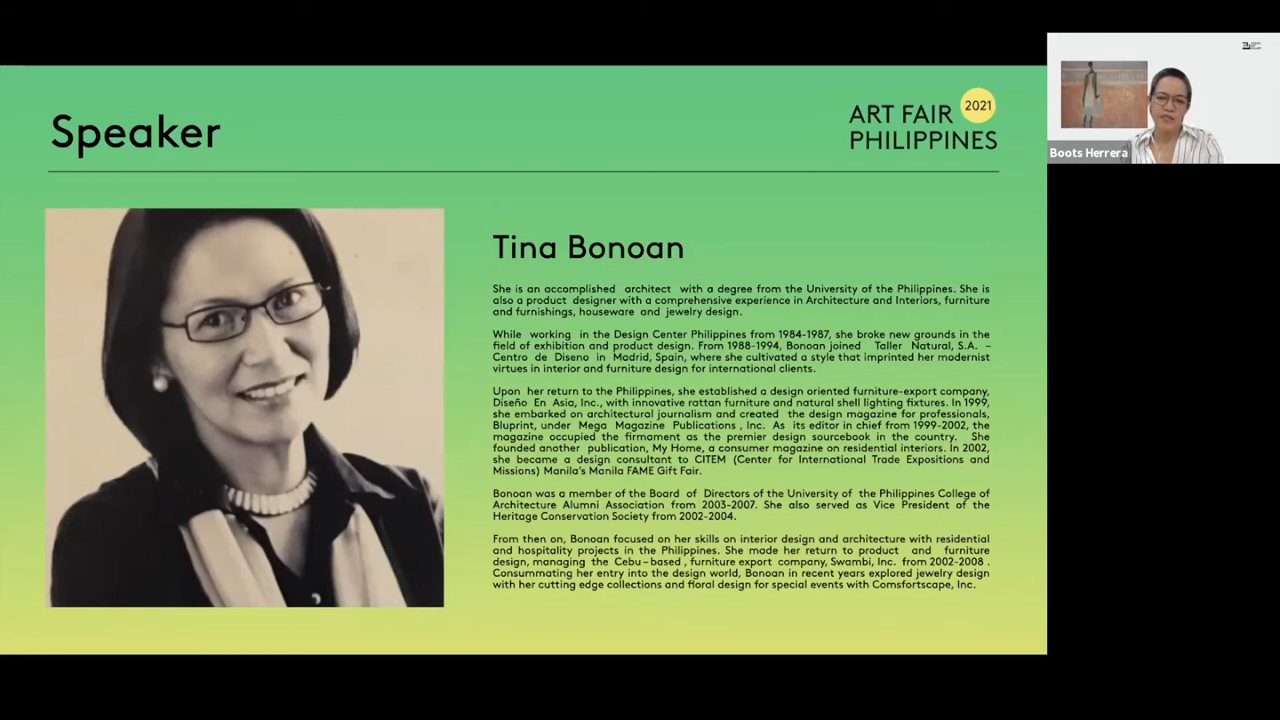 Speaker
ART FAIR 2021
PHILIPPINES
Boots Herrera
Tina Bonoan
She is an accomplished architect with a degree from the University of the Philippines. She is
also a product designer with a comprehensive experience in Architecture and Interiors, furniture
and furnishings, houseware and jewelry design.
While working in the Design Center Philippines from 1984-1987, she broke new grounds in the
field of exhibition and product design. From 1988-1994, Bonoan joined Taller Natural, S.A. –
Centro de Diseno in Madrid, Spain, where she cultivated a style that imprinted her modernist
virtues in interior and furniture design for international clients.
Upon her return to the Philippines, she established a design oriented furniture-export company,
Diseño En Asia, Inc., with innovative rattan furniture and natural shell lighting fixtures. In 1999,
she embarked on architectural journalism and created the design magazine for professionals,
Bluprint, under Mega Magazine Publications , Inc. As its editor in chief from 1999-2002, the
magazine occupied the firmament as the premier design sourcebook in the country. She
founded another publication, My Home, a consumer magazine on residential interiors. In 2002,
she became a design consultant to CITEM (Center for International Trade Expositions and
Missions) Manila's Manila FAME Gift Fair.
Bonoan was a member of the Board of Directors of the University of the Philippines College of
Architecture Alumni Association from 2003-2007. She also served as Vice President of the
Heritage Conservation Society from 2002-2004.
From then on, Bonoan focused on her skills on interior design and architecture with residential
and hospitality projects in the Philippines. She made her return to product and furniture
design, managing the Cebu – based , furniture export company, Swambi, Inc. from 2002-2008 .
Consummating her entry into the design world, Bonoan in recent years explored jewelry design
with her cutting edge collections and floral design for special events with Comsfortscape, Inc.